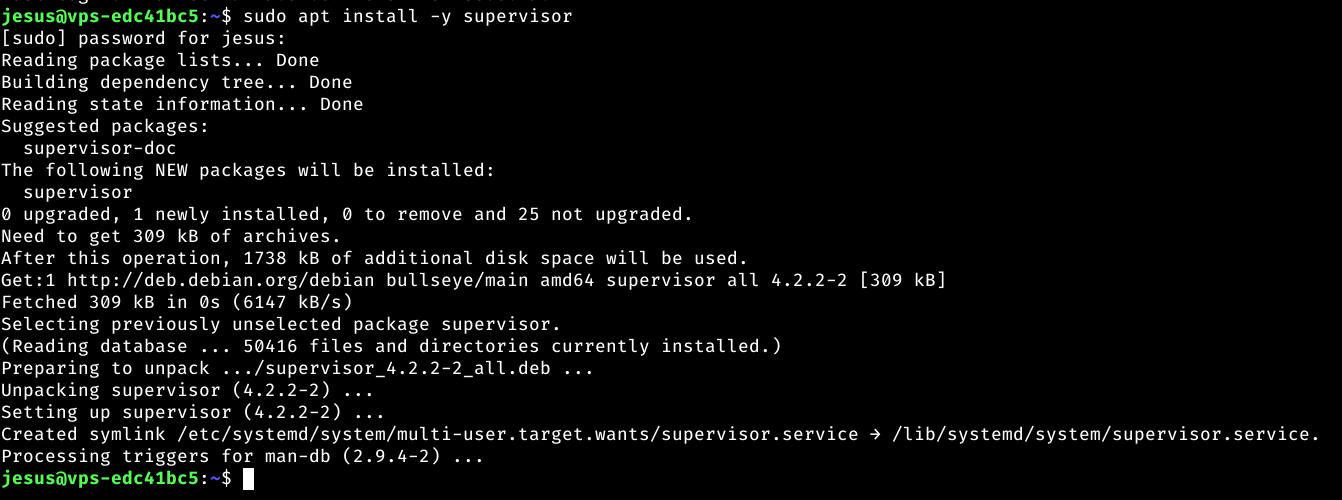 jesus@vps-edc41bc5:~$ sudo apt install -y supervisor
[sudo] password for jesus:
Reading package lists... Done
Building dependency tree... Done
Reading state information... Done
Suggested packages:
  supervisor-doc
The following NEW packages will be installed:
  supervisor
0 upgraded, 1 newly installed, 0 to remove and 25 not upgraded.
Need to get 309 kB of archives.
After this operation, 1738 kB of additional disk space will be used.
Get:1 http://deb.debian.org/debian bullseye/main amd64 supervisor all 4.2.2-2 [309 kB]
Fetched 309 kB in 0s (6147 kB/s)
Selecting previously unselected package supervisor.
(Reading database ... 50416 files and directories currently installed.)
Preparing to unpack .../supervisor_4.2.2-2_all.deb ...
Unpacking supervisor (4.2.2-2) ...
Setting up supervisor (4.2.2-2) ...
Created symlink /etc/systemd/system/multi-user.target.wants/supervisor.service → /lib/systemd/system/supervisor.service.
Processing triggers for man-db (2.9.4-2) ...
jesus@vps-edc41bc5:~$